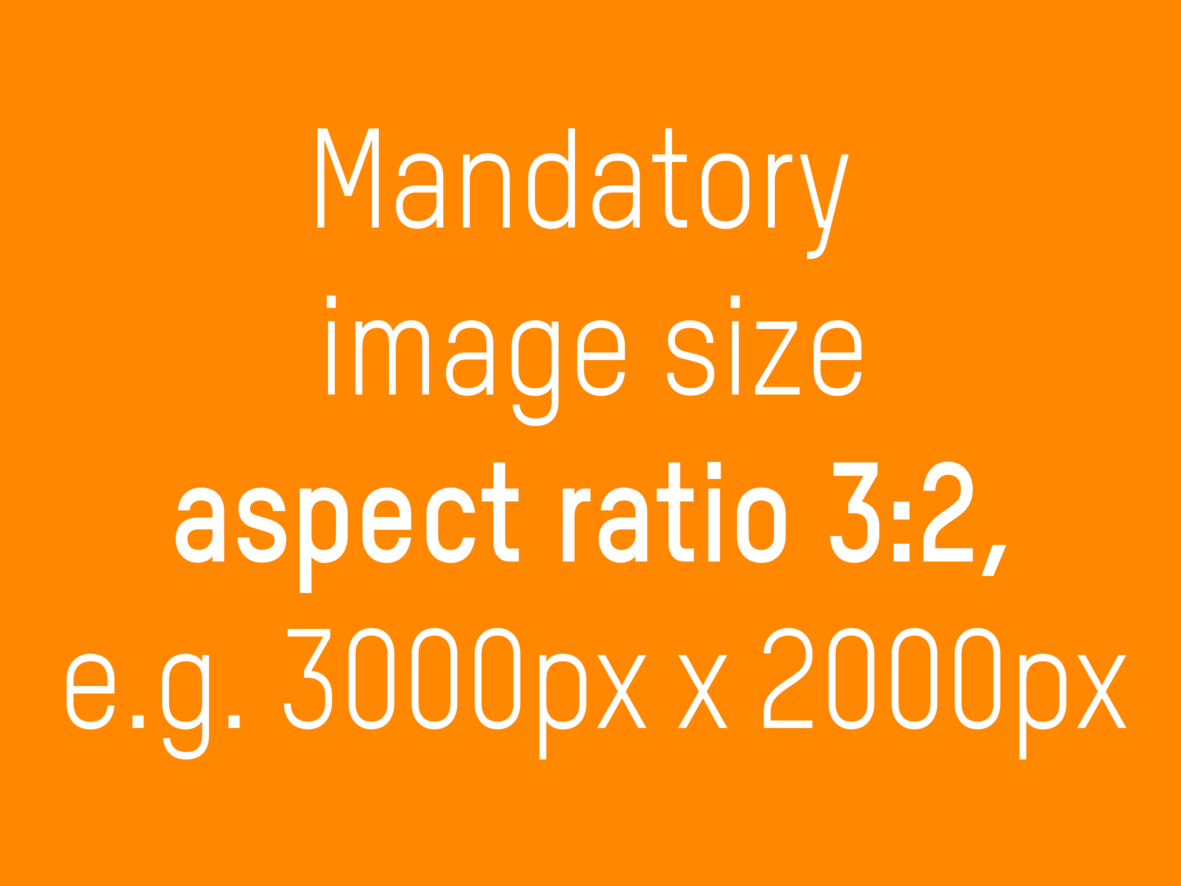 Mandatory
image size
aspect ratio 3:2,
e.g. 3000px x 2000px